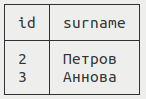 id surname
2 Петров
3 Аннова